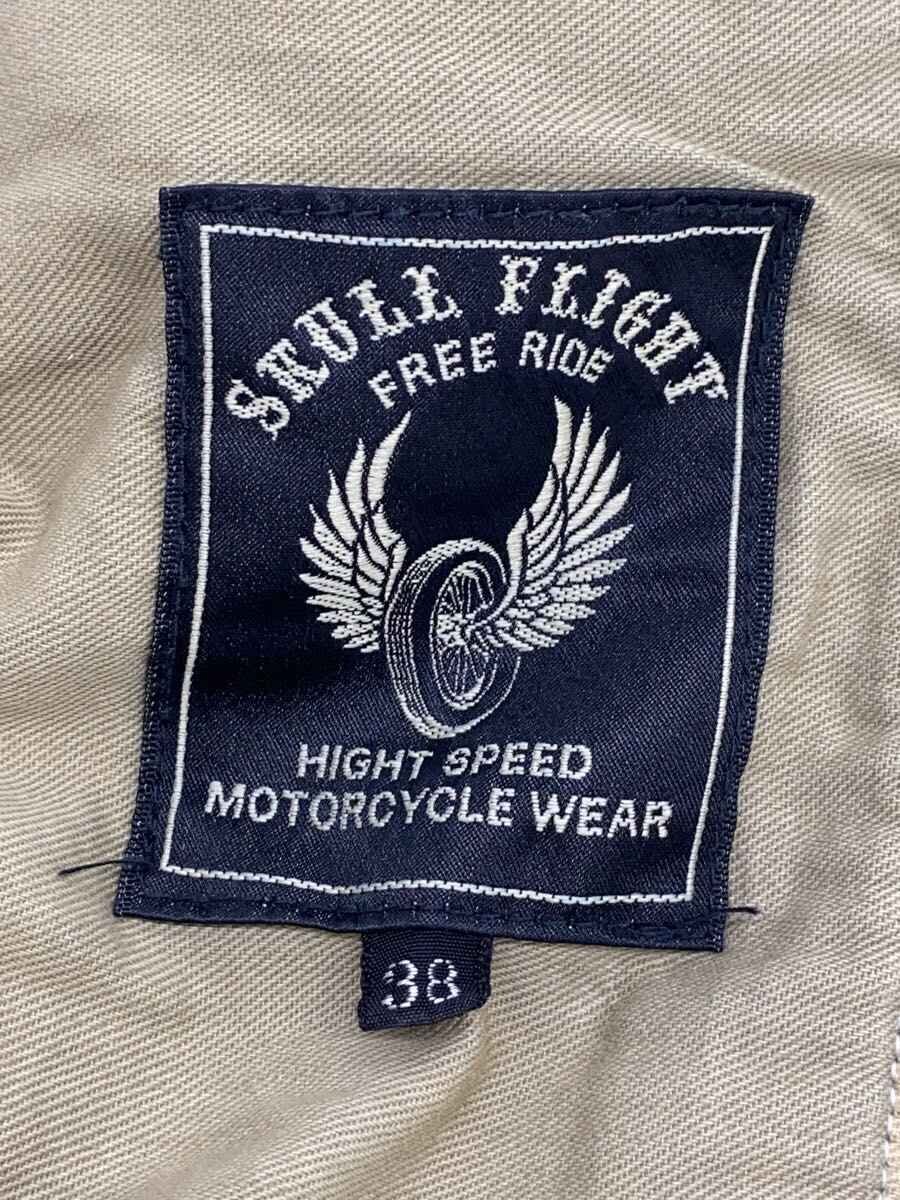 SKULL FLIGHT
FREE RIDE
HIGHT SPEED
MOTORCYCLE WEAR
38